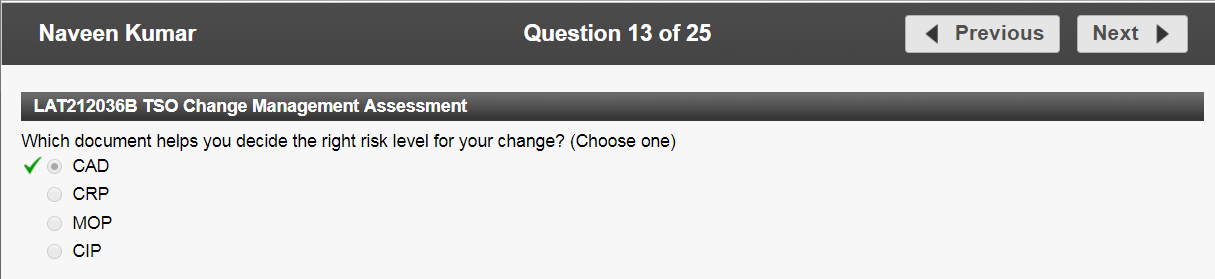 Naveen Kumar Question 13 of 25 Previous Next
LAT212036B TSO Change Management Assessment
Which document helps you decide the right risk level for your change? (Choose one)
CAD
CRP
MOP
CIP